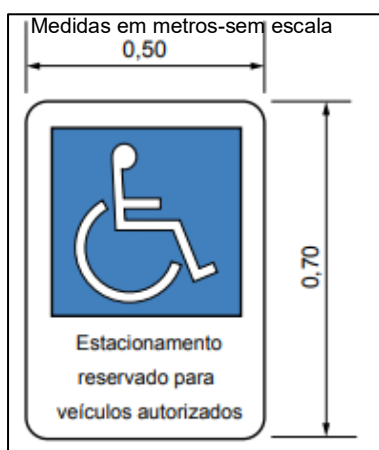 Medidas em metros-sem escala
0,50
0,70
Estacionamento
reservado para
veículos autorizados